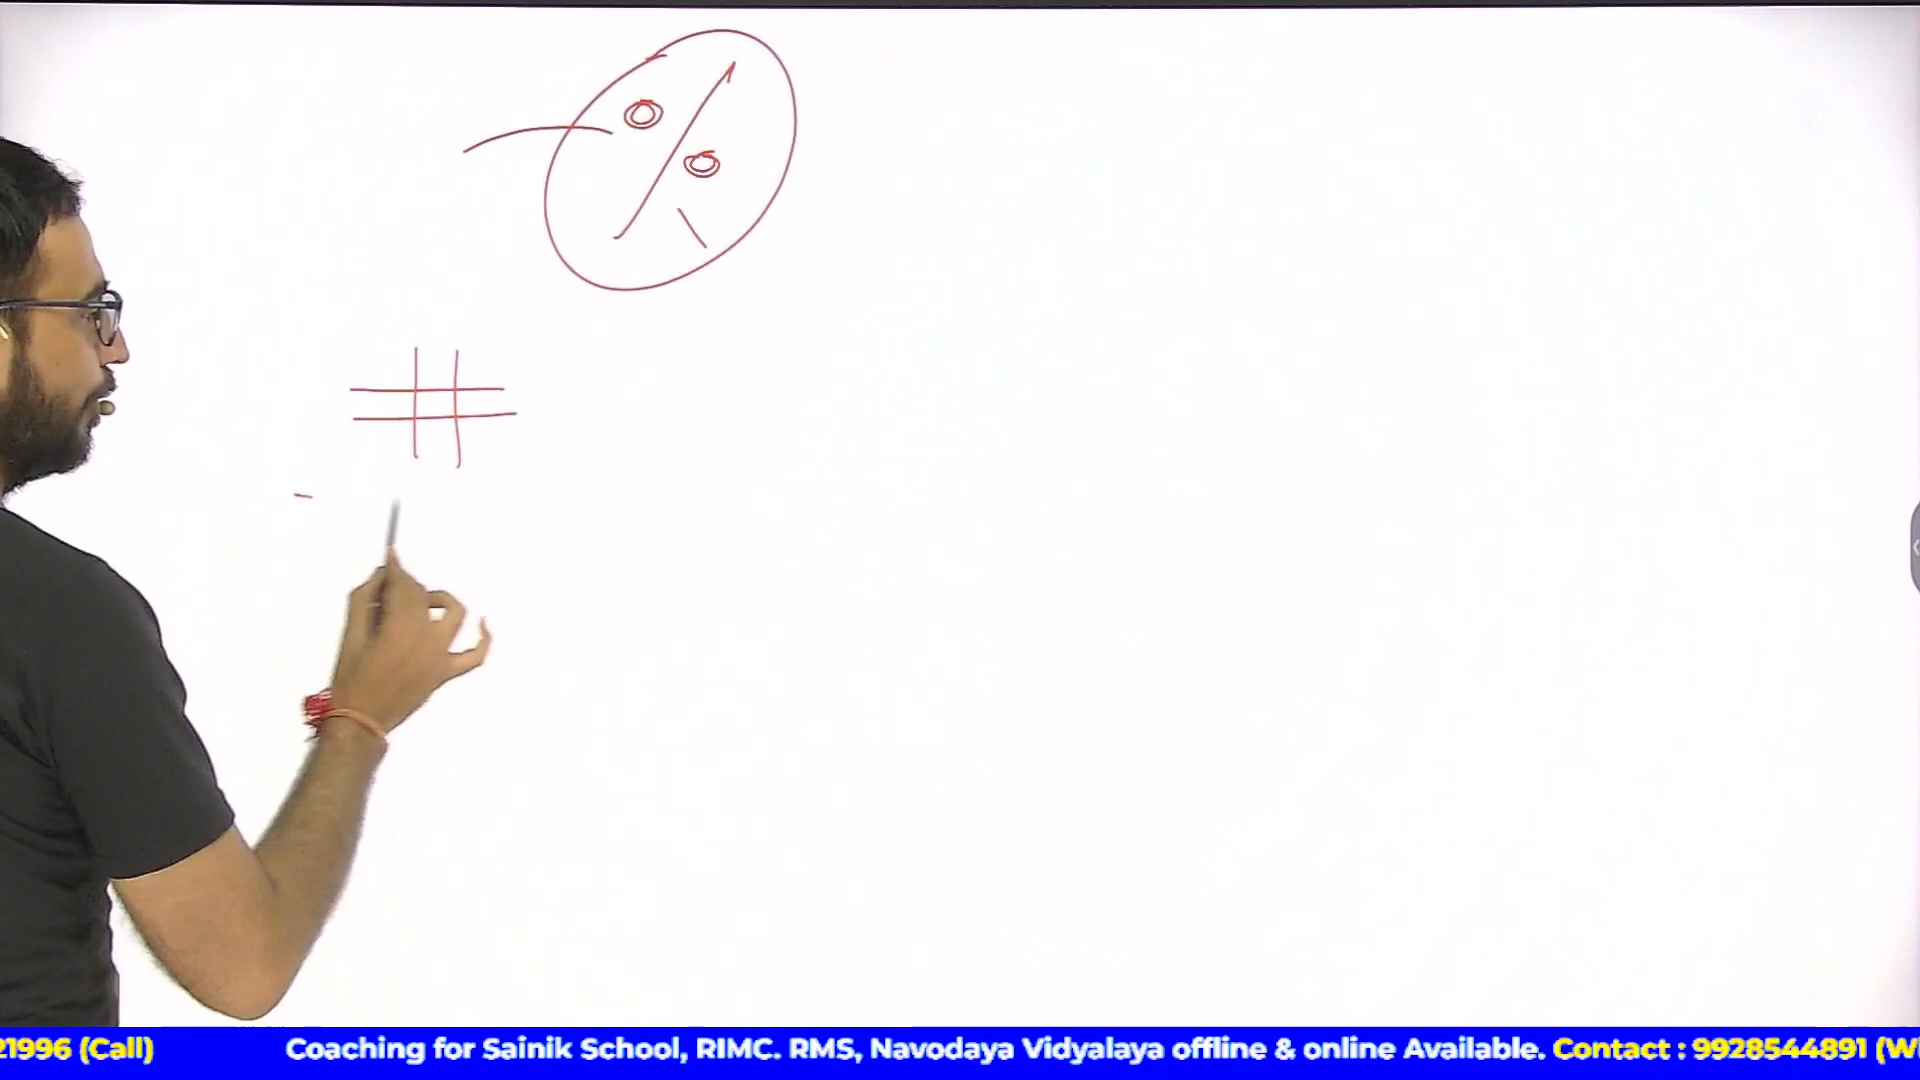 21996 (Call) Coaching for Sainik School, RIMC. RMS, Navodaya Vidyalaya offline & online Available. Contact : 9928544891 (W